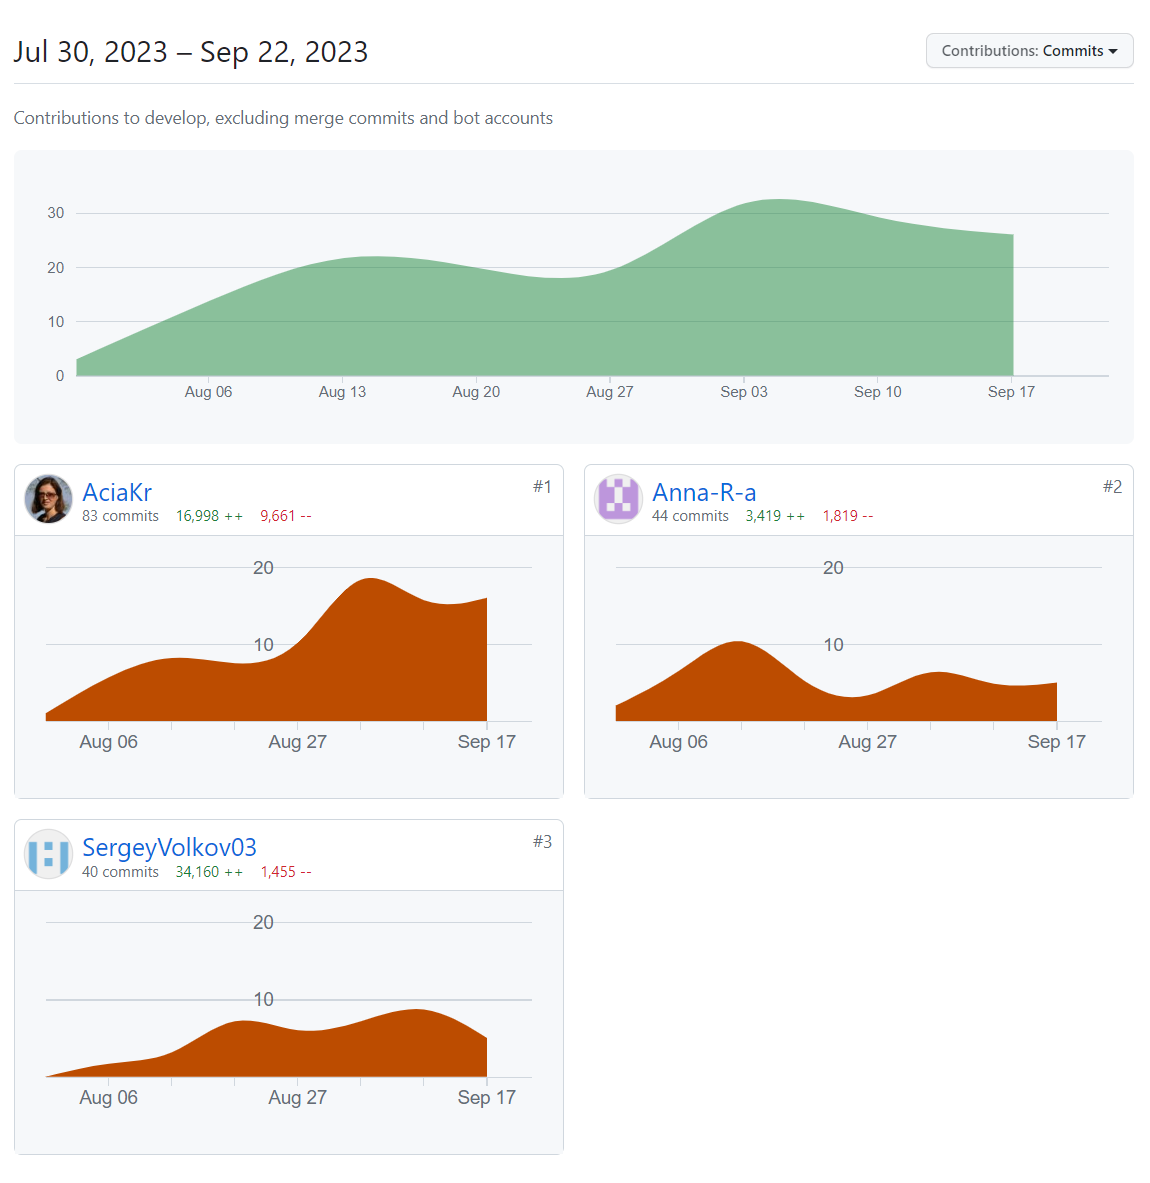 Jul 30, 2023 – Sep 22, 2023
Contributions: Commits
Contributions to develop, excluding merge commits and bot accounts
30
20
10
0
Aug 06 Aug 13 Aug 20 Aug 27 Sep 03 Sep 10 Sep 17
AciaKr #1
83 commits 16,998 ++ 9,661 --
20
10
Aug 06 Aug 27 Sep 17
Anna-R-a #2
44 commits 3,419 ++ 1,819 --
20
10
Aug 06 Aug 27 Sep 17
SergeyVolkov03 #3
40 commits 34,160 ++ 1,455 --
20
10
Aug 06 Aug 27 Sep 17